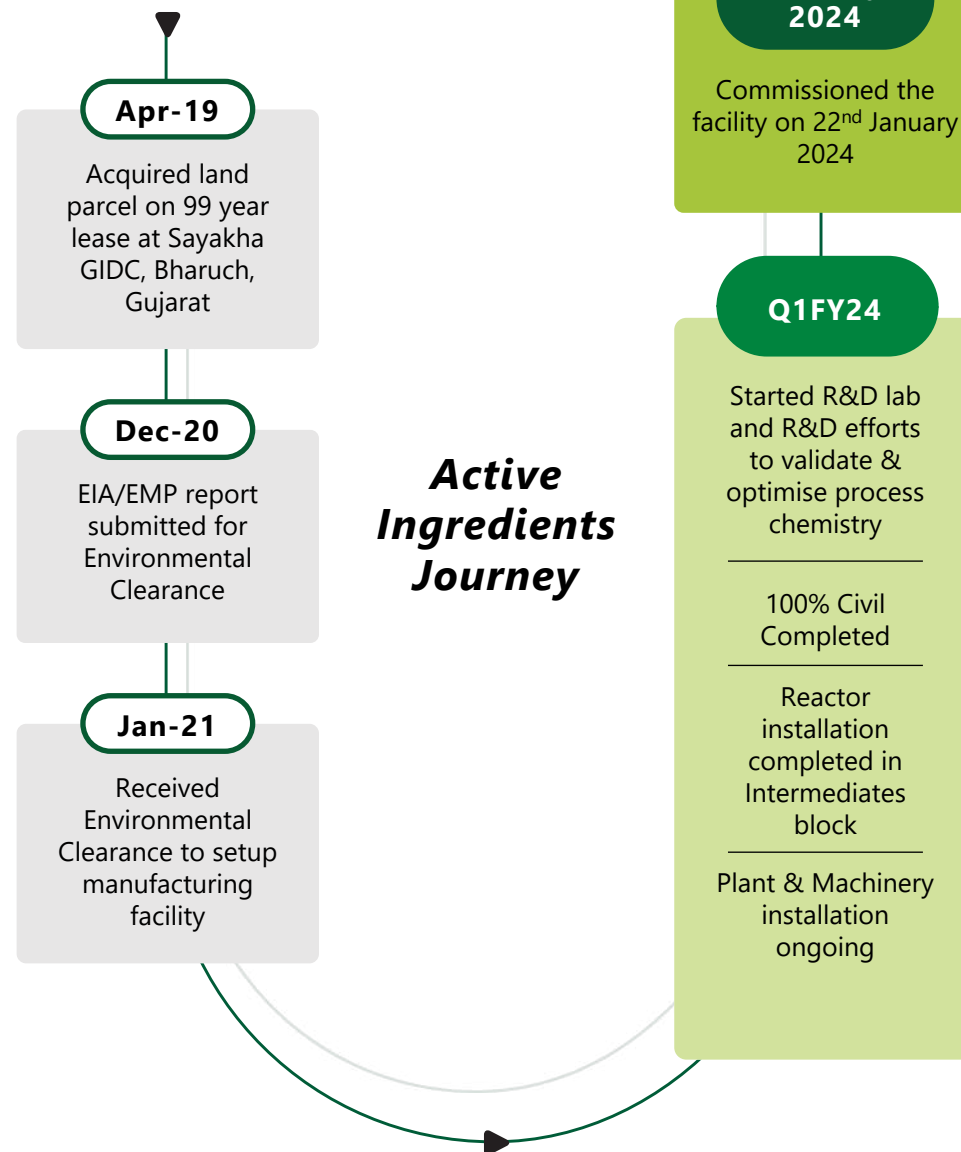 Apr-19
Acquired land
parcel on 99 year
lease at Sayakha
GIDC, Bharuch,
Gujarat
Dec-20
EIA/EMP report
submitted for
Environmental
Clearance
Jan-21
Received
Environmental
Clearance to setup
manufacturing
facility
Active
Ingredients
Journey
2024
Commissioned the
facility on 22nd January
2024
Q1FY24
Started R&D lab
and R&D efforts
to validate &
optimise process
chemistry
100% Civil
Completed
Reactor
installation
completed in
Intermediates
block
Plant & Machinery
installation
ongoing